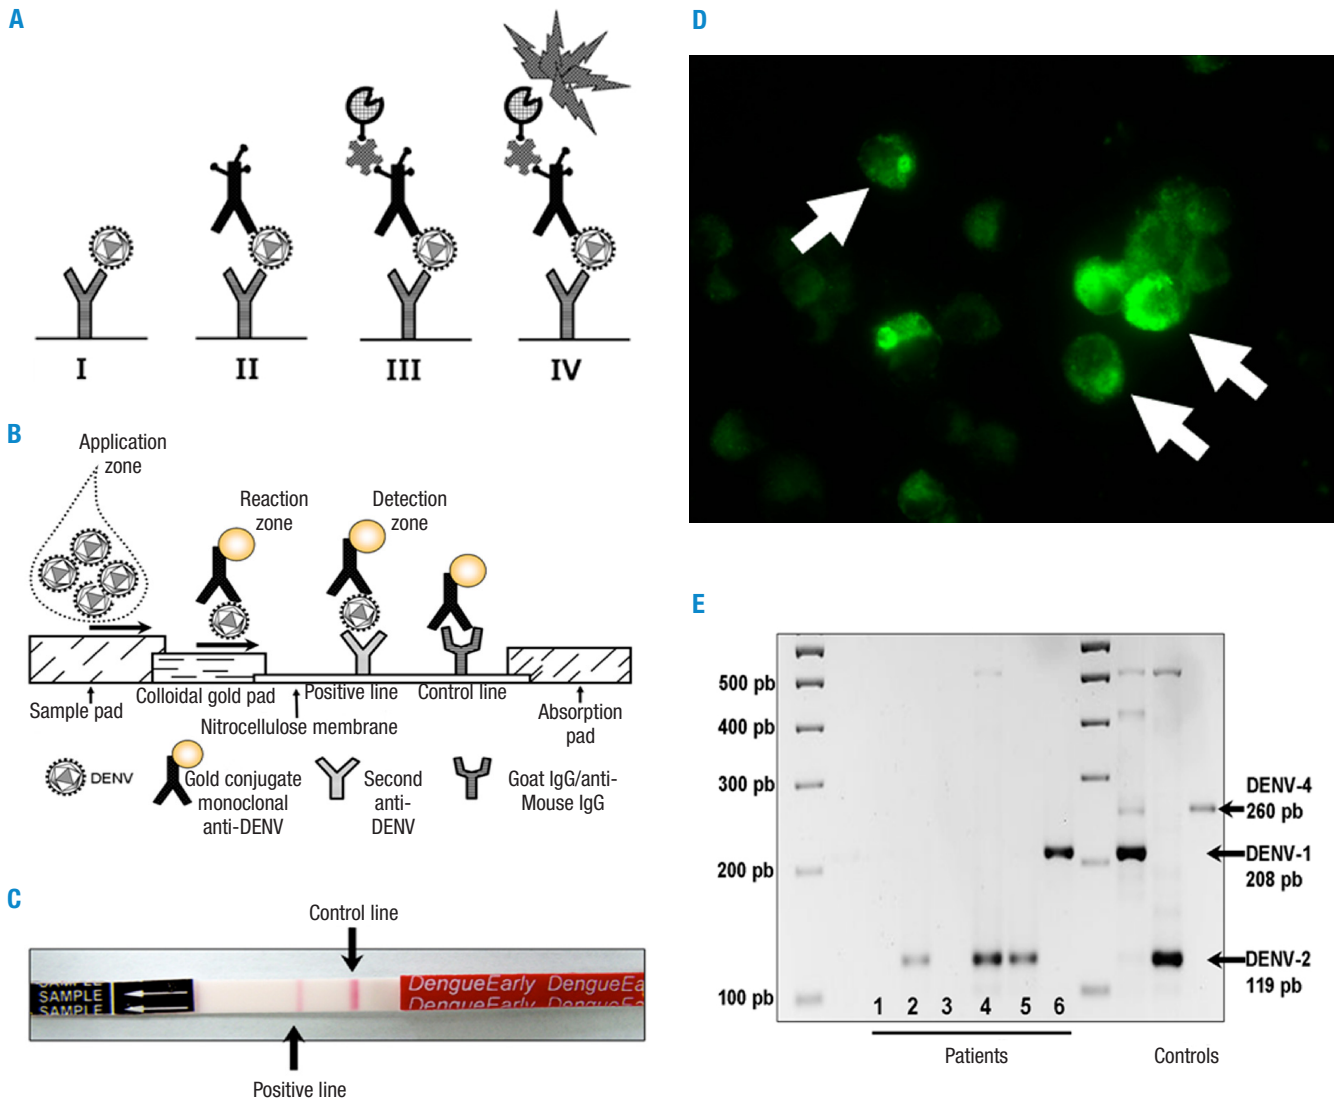 A
I
II
III
IV
B
Application
zone
Reaction
zone
Detection
zone
Colloidal gold pad
Positive line
Control line
Sample pad
Nitrocellulose membrane
Absorption
pad
DENV
Gold conjugate
monoclonal
anti-DENV
Second
anti-
DENV
Goat IgG/anti-
Mouse IgG
C
Control line
SAMPLE
SAMPLE
SAMPLE
DengueEarly DengueEa
DengueEarly DengueEa
Positive line
D
E
500 pb
400 pb
300 pb
200 pb
100 pb
1 2 3 4 5 6
Patients
Controls
DENV-4
260 pb
DENV-1
208 pb
DENV-2
119 pb